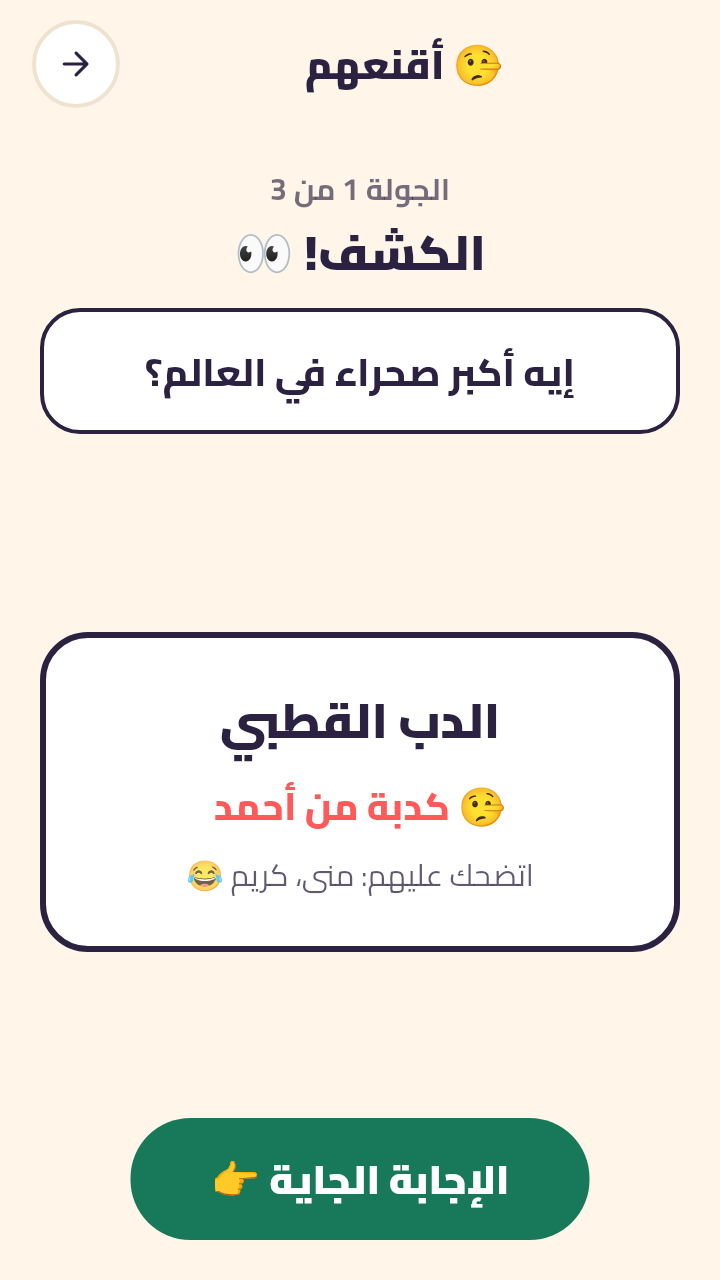 🤥 أقنعهم
الجولة 1 من 3
الكشف! 👀
إيه أكبر صحراء في العالم؟
الدب القطبي
🤥 كدبة من أحمد
اتضحك عليهم: منى، كريم 😂
الإجابة الجاية 👉